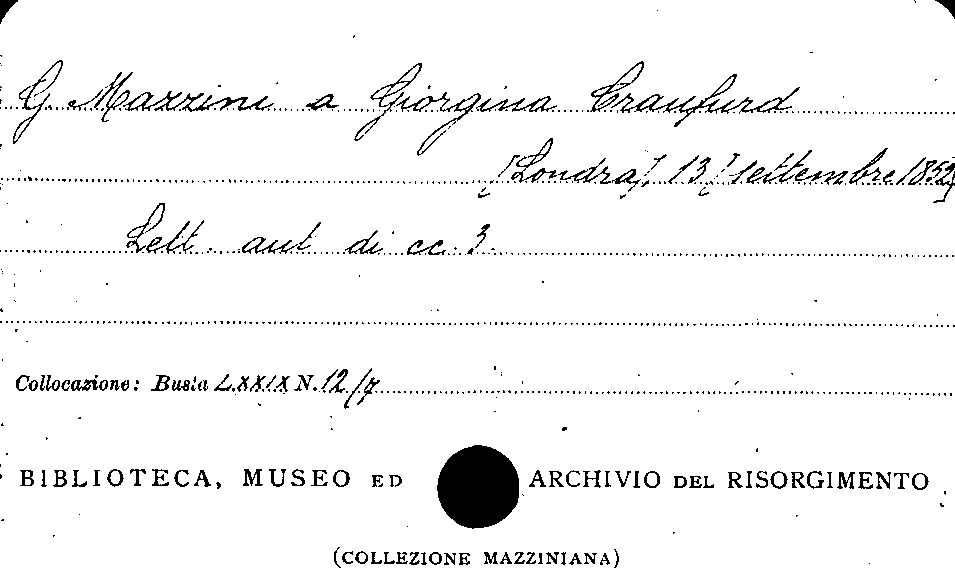 G. Mazzini a Giorgina Craufurd
[Londra], 13 [settembre 1852]
Lett. aut. di cc. 3.
Collocazione: Busta LXXIX N. 12/7
BIBLIOTECA, MUSEO ED ARCHIVIO DEL RISORGIMENTO
(COLLEZIONE MAZZINIANA)